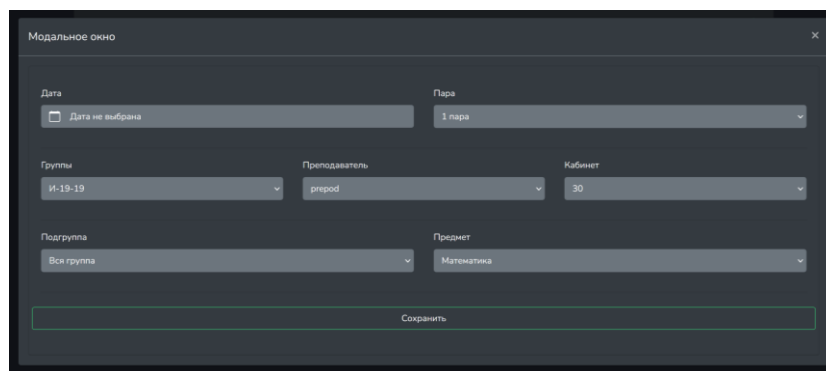 Модальное окно ×
Дата Пара
Дата не выбрана 1 пара
Группы Преподаватель Кабинет
И-19-19 prepod 30
Подгруппа Предмет
Вся группа Математика
Сохранить